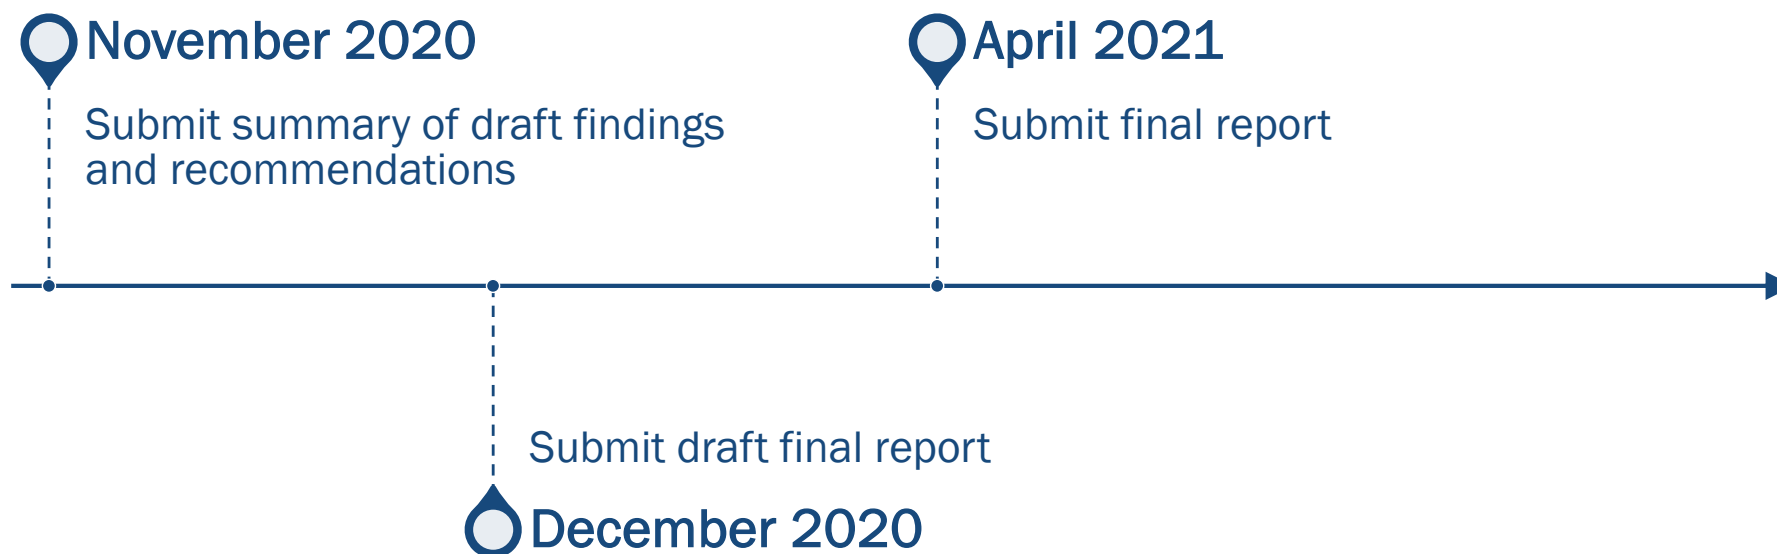 November 2020
Submit summary of draft findings
and recommendations
April 2021
Submit final report
Submit draft final report
December 2020